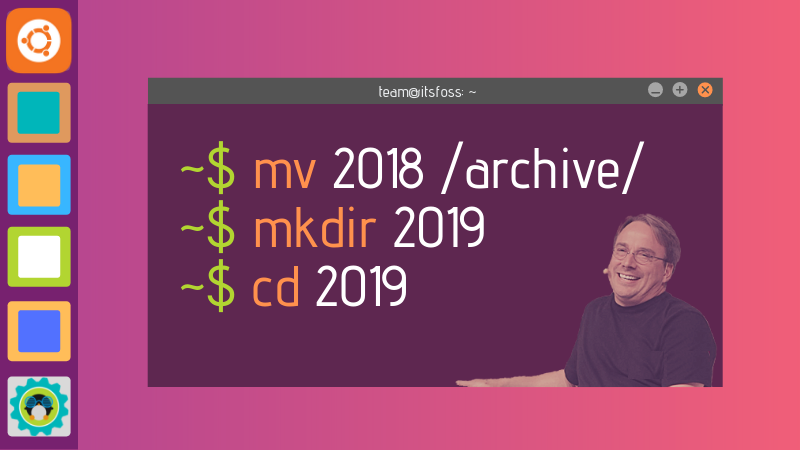 team@itsfoss: ~
~$ mv 2018 /archive/
~$ mkdir 2019
~$ cd 2019